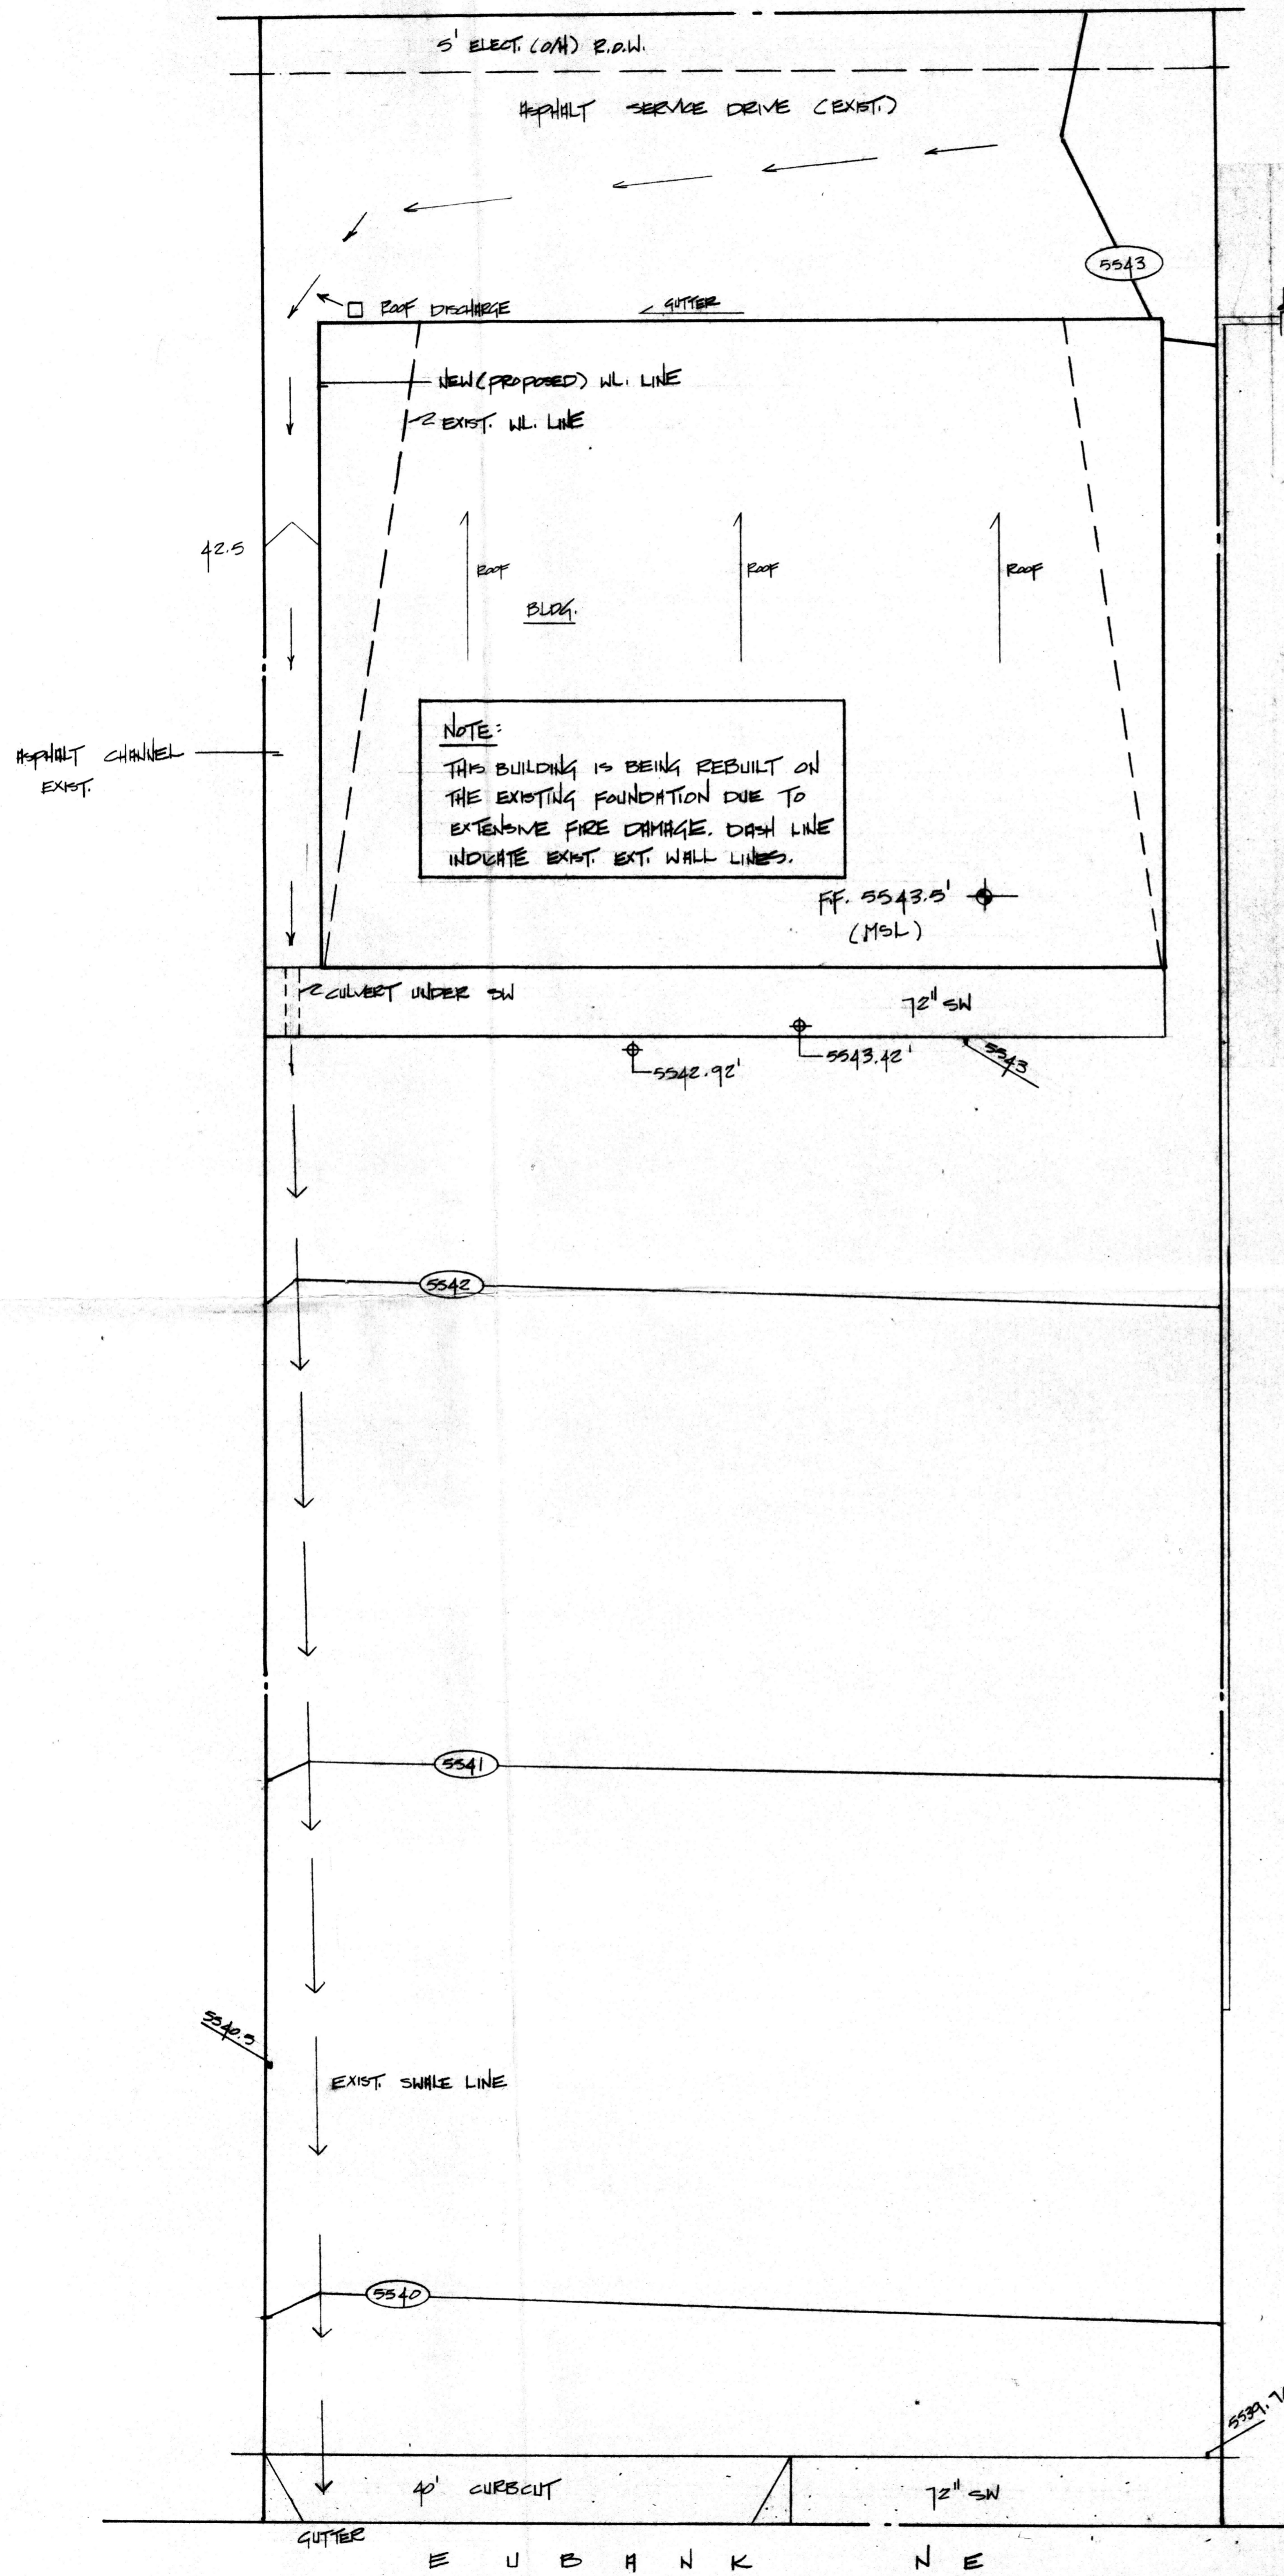 5' ELECT. (O/H) R.O.W.
ASPHALT SERVICE DRIVE (EXIST.)
5543
ROOF DISCHARGE
GUTTER
NEW (PROPOSED) WL. LINE
EXIST. WL. LINE
42.5
ROOF
ROOF
ROOF
BLDG.
ASPHALT CHANNEL
EXIST.
NOTE:
THIS BUILDING IS BEING REBUILT ON
THE EXISTING FOUNDATION DUE TO
EXTENSIVE FIRE DAMAGE. DASH LINE
INDICATE EXIST. EXT. WALL LINES.
F.F. 5543.5'
(MSL)
CULVERT UNDER SW
72" SW
5542.92'
5543.42'
5543
5542
5541
5540.5
EXIST. SWALE LINE
5540
40' CURBCUT
72" SW
GUTTER
EUBANK NE